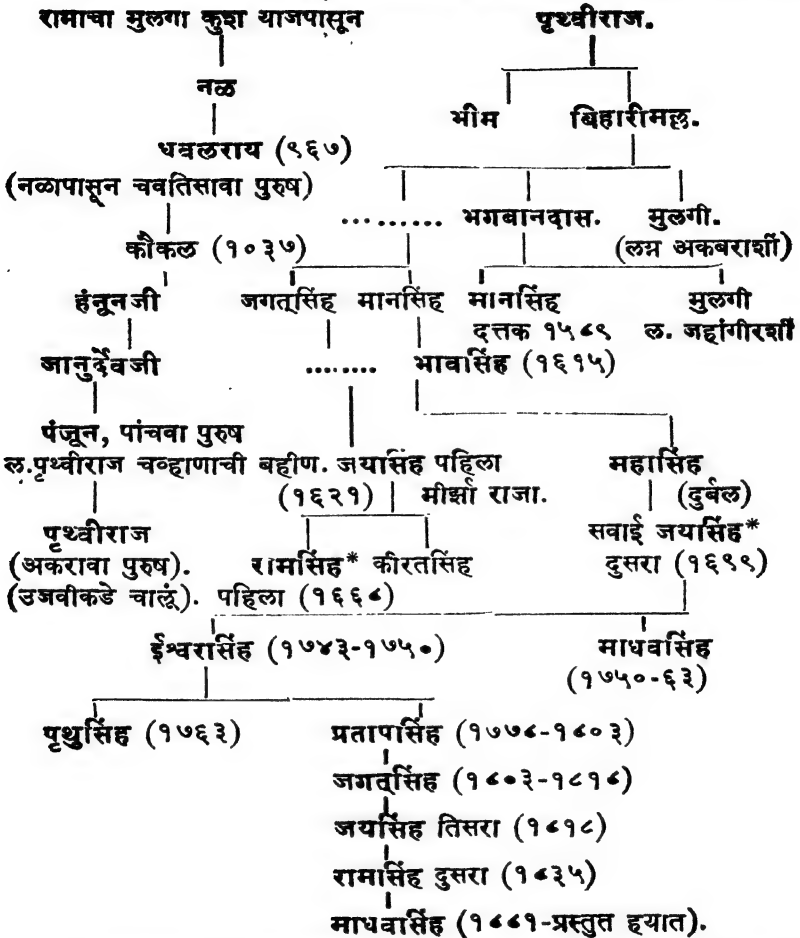 रामाचा मुलगा कुश याजपासून
नळ
धवलराय (९६७)
(नळापासून चवतिसावा पुरुष)
कौकल (१०३७)
हंनूनजी
जानुर्देवजी
पंजून, पांचवा पुरुष
ल.पृथ्वीराज चव्हाणाची बहीण.
पृथ्वीराज
(अकरावा पुरुष).
(उजवीकडे चालूं).
पृथ्वीराज.
भीम बिहारीमल्ल.
......... भगवानदास. मुलगी.
(लग्न अकबराशीं)
जगत्सिंह मानसिंह मानसिंह मुलगी
दत्तक १५८९ ल. जहांगीरशीं
........ भावसिंह (१६१५)
जयसिंह पहिला महासिंह
(१६२१) मीर्झा राजा. (दुर्बल)
रामसिंह* कीरतसिंह सवाई जयसिंह*
पहिला (१६६८) दुसरा (१६९९)
ईश्वरसिंह (१७४३-१७५०) माधवसिंह
(१७५०-६३)
पृथुसिंह (१७६३) प्रतापसिंह (१७७८-१८०३)
जगत्सिंह (१८०३-१८१८)
जयसिंह तिसरा (१८१८)
रामसिंह दुसरा (१८३५)
माधवसिंह (१८८१-प्रस्तुत हयात).